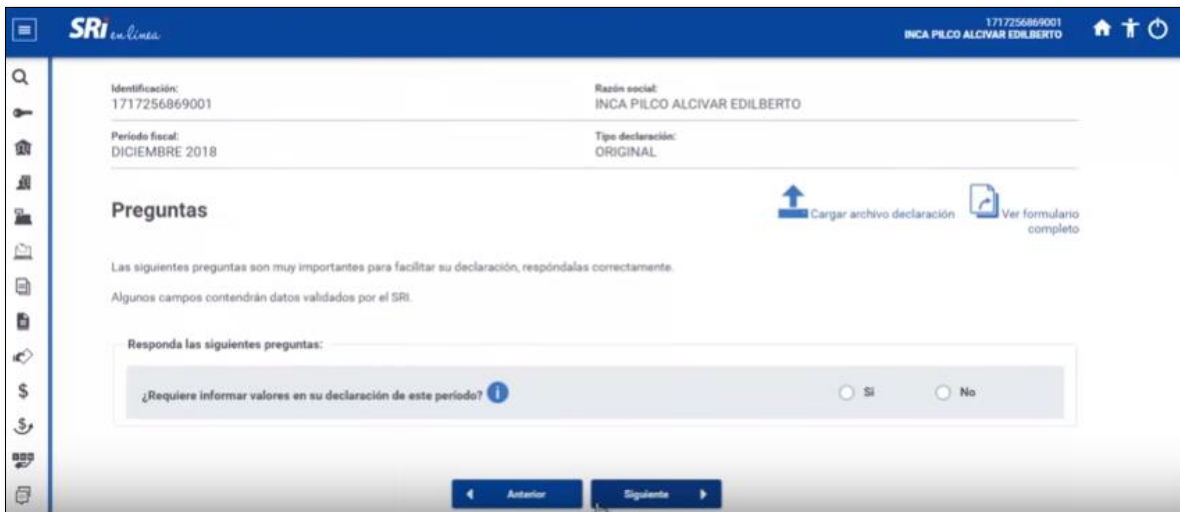 SRi en línea
1717256869001
INCA PILCO ALCIVAR EDILBERTO
Identificación:
1717256869001
Razón social:
INCA PILCO ALCIVAR EDILBERTO
Período fiscal:
DICIEMBRE 2018
Tipo declaración:
ORIGINAL
Preguntas
Cargar archivo declaración
Ver formulario
completo
Las siguientes preguntas son muy importantes para facilitar su declaración, respóndalas correctamente.
Algunos campos contendrán datos validados por el SRI.
Responda las siguientes preguntas:
¿Requiere informar valores en su declaración de este período? i
Si
No
Anterior
Siguiente